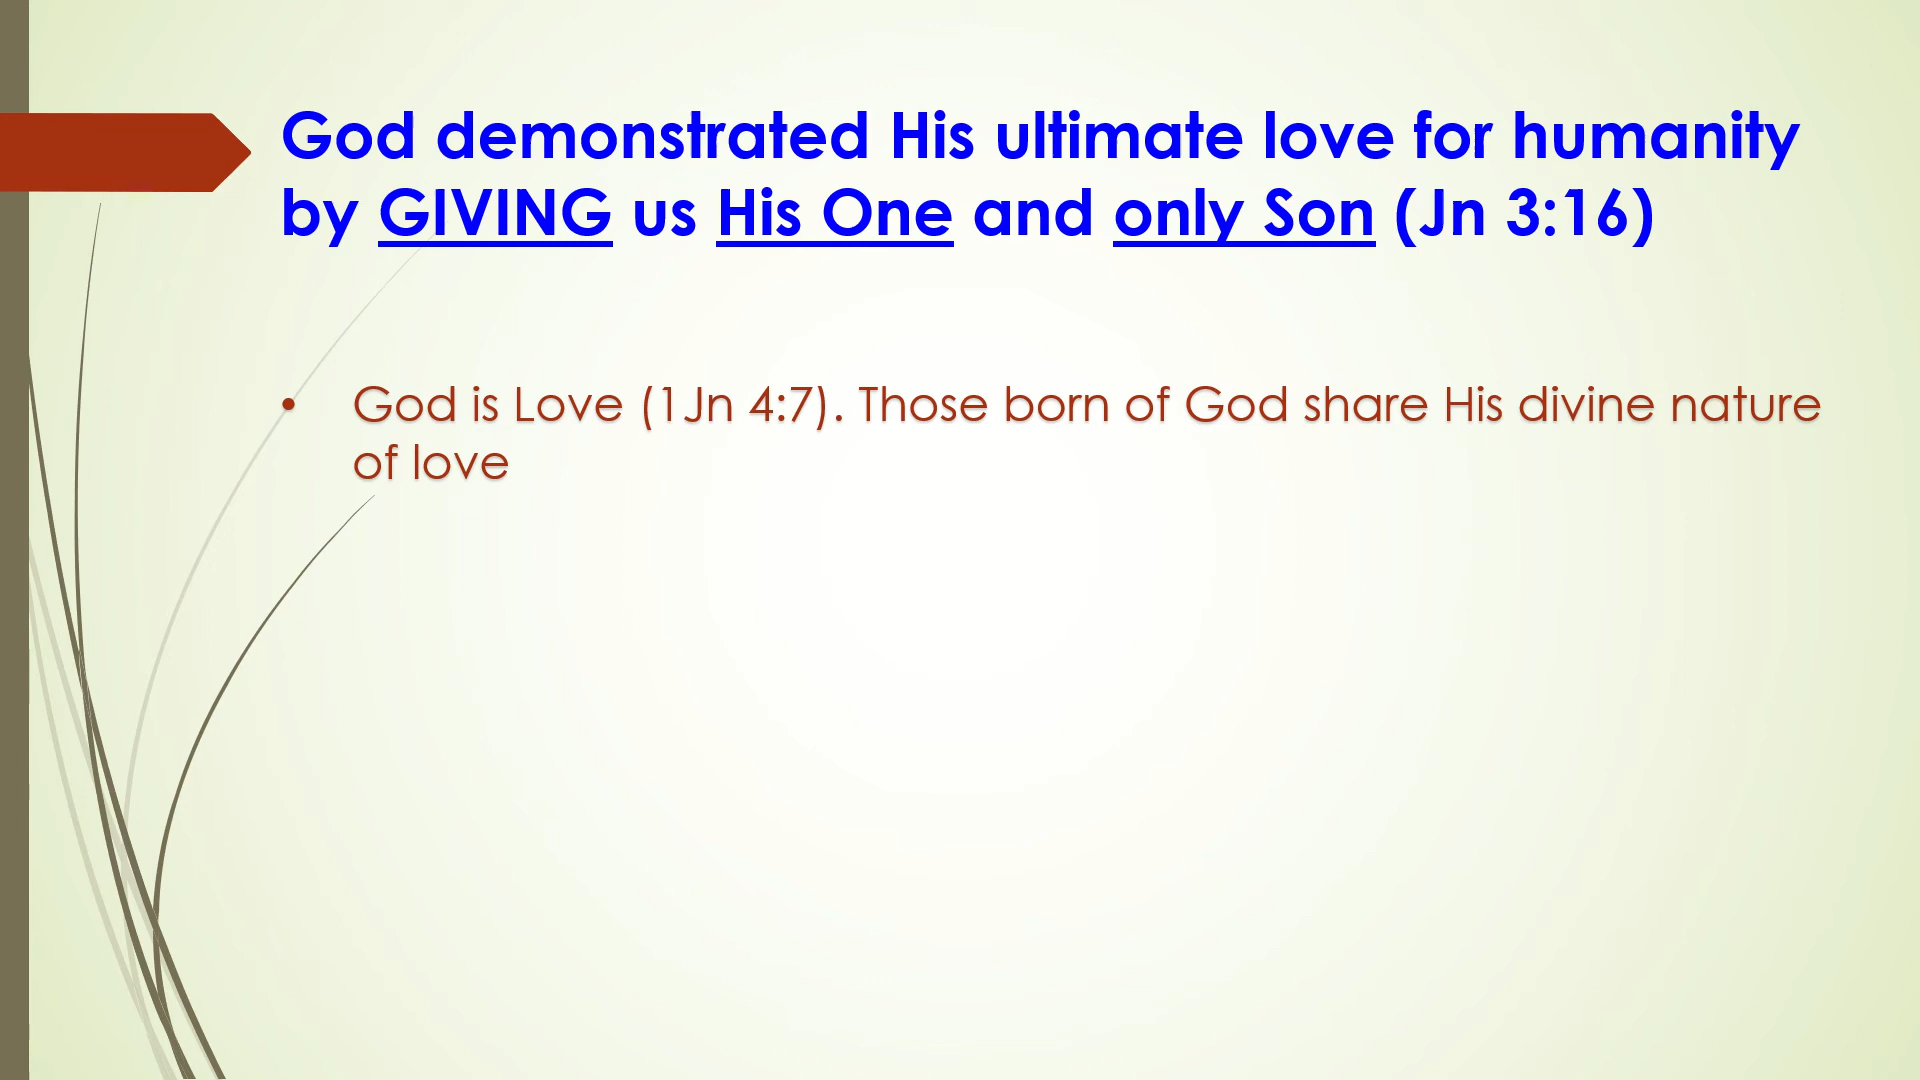 God demonstrated His ultimate love for humanity
by GIVING us His One and only Son (Jn 3:16)
• God is Love (1Jn 4:7). Those born of God share His divine nature
of love